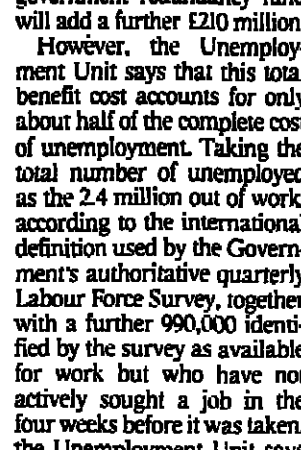 will add a further £210 million
However, the Unemploy-
ment Unit says that this total
benefit cost accounts for only
about half of the complete cost
of unemployment. Taking the
total number of unemployed
as the 2.4 million out of work
according to the international
definition used by the Govern-
ment's authoritative quarterly
Labour Force Survey, together
with a further 990,000 identi-
fied by the survey as available
for work but who have not
actively sought a job in the
four weeks before it was taken,
the Unemployment Unit says